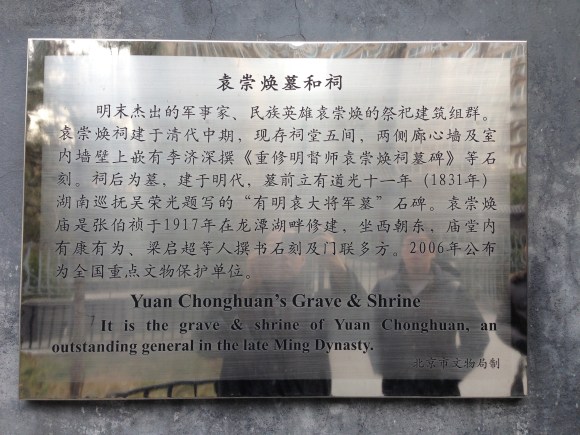 袁崇焕墓和祠
明末杰出的军事家、民族英雄袁崇焕的祭祀建筑组群。
袁崇焕祠建于清代中期，现存祠堂五间，两侧廊心墙及室
内墙壁上嵌有李济深撰《重修明督师袁崇焕祠墓碑》等石
刻。祠后为墓，建于明代，墓前立有道光十一年（1831年）
湖南巡抚吴荣光题写的“有明袁大将军墓”石碑。袁崇焕
庙是张伯桢于1917年在龙潭湖畔修建，坐西朝东，庙堂内
有康有为、梁启超等人撰书石刻及门联多方。2006年公布
为全国重点文物保护单位。
Yuan Chonghuan's Grave & Shrine
It is the grave & shrine of Yuan Chonghuan, an
outstanding general in the late Ming Dynasty.
北京市文物局制